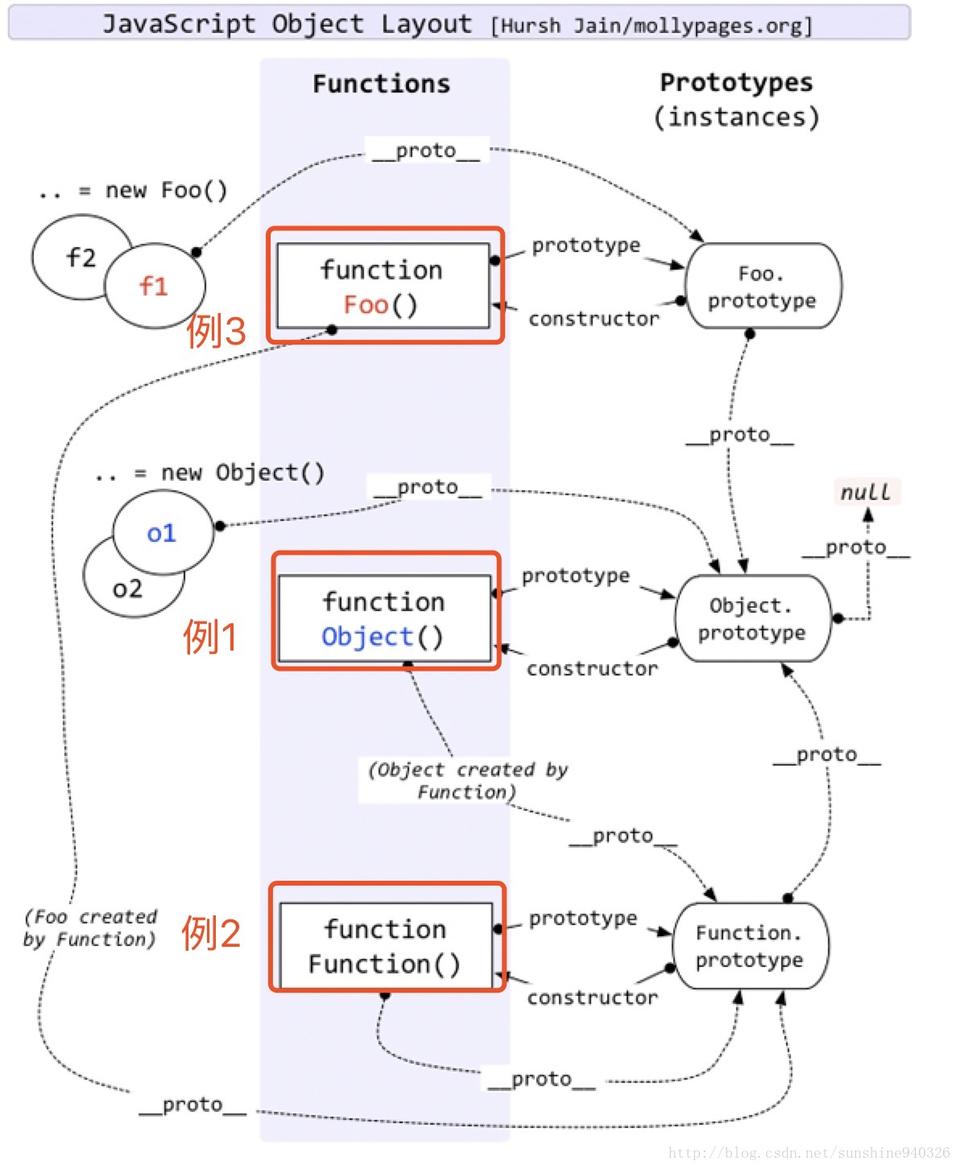 JavaScript Object Layout [Hursh Jain/mollypages.org]
Functions
Prototypes
(instances)
__proto__
.. = new Foo()
f2
f1
function
Foo()
prototype
constructor
Foo.
prototype
例3
__proto__
.. = new Object()
__proto__
null
__proto__
o1
o2
function
Object()
prototype
constructor
Object.
prototype
例1
(Object created by
Function)
__proto__
__proto__
(Foo created
by Function)
例2
function
Function()
prototype
constructor
Function.
prototype
__proto__
__proto__
http://blog.csdn.net/sunshine940326